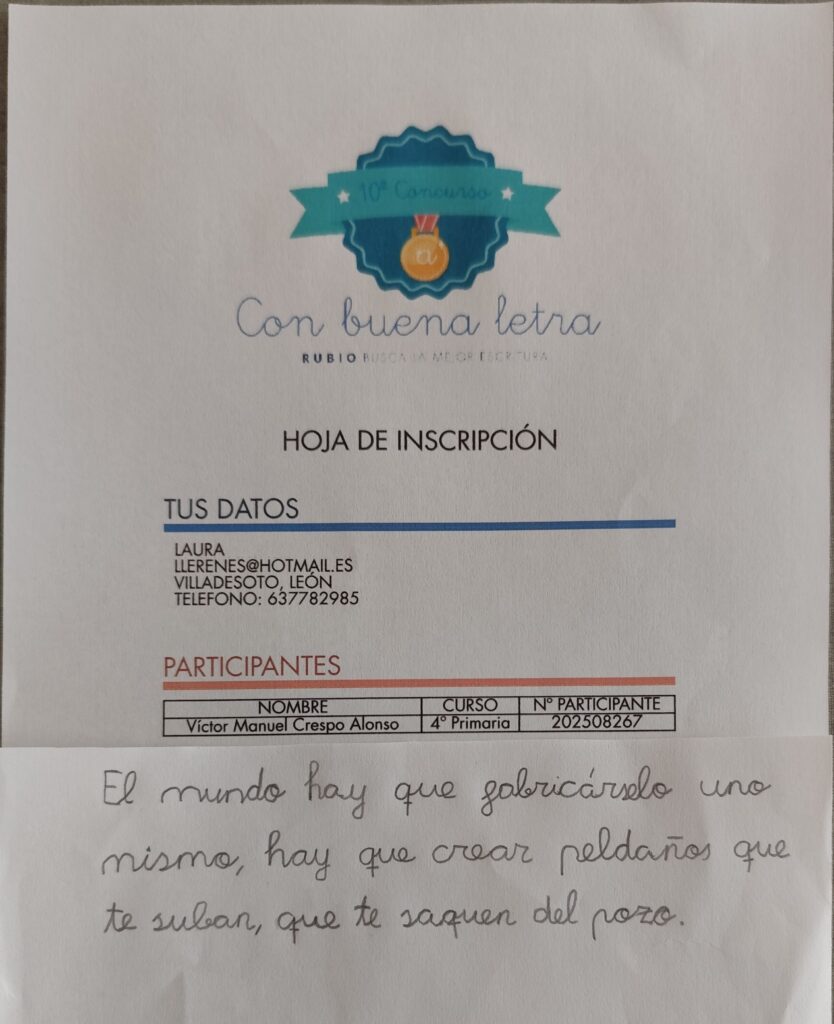 10º Concurso
a
Con buena letra
RUBIO BUSCA LA MEJOR ESCRITURA
HOJA DE INSCRIPCIÓN
TUS DATOS
LAURA
LLERENES@HOTMAIL.ES
VILLADESOTO, LEÓN
TELEFONO: 637782985
PARTICIPANTES
NOMBRE CURSO Nº PARTICIPANTE
Víctor Manuel Crespo Alonso 4º Primaria 202508267
El mundo hay que fabricárselo uno
mismo, hay que crear peldaños que
te suban, que te saquen del pozo.